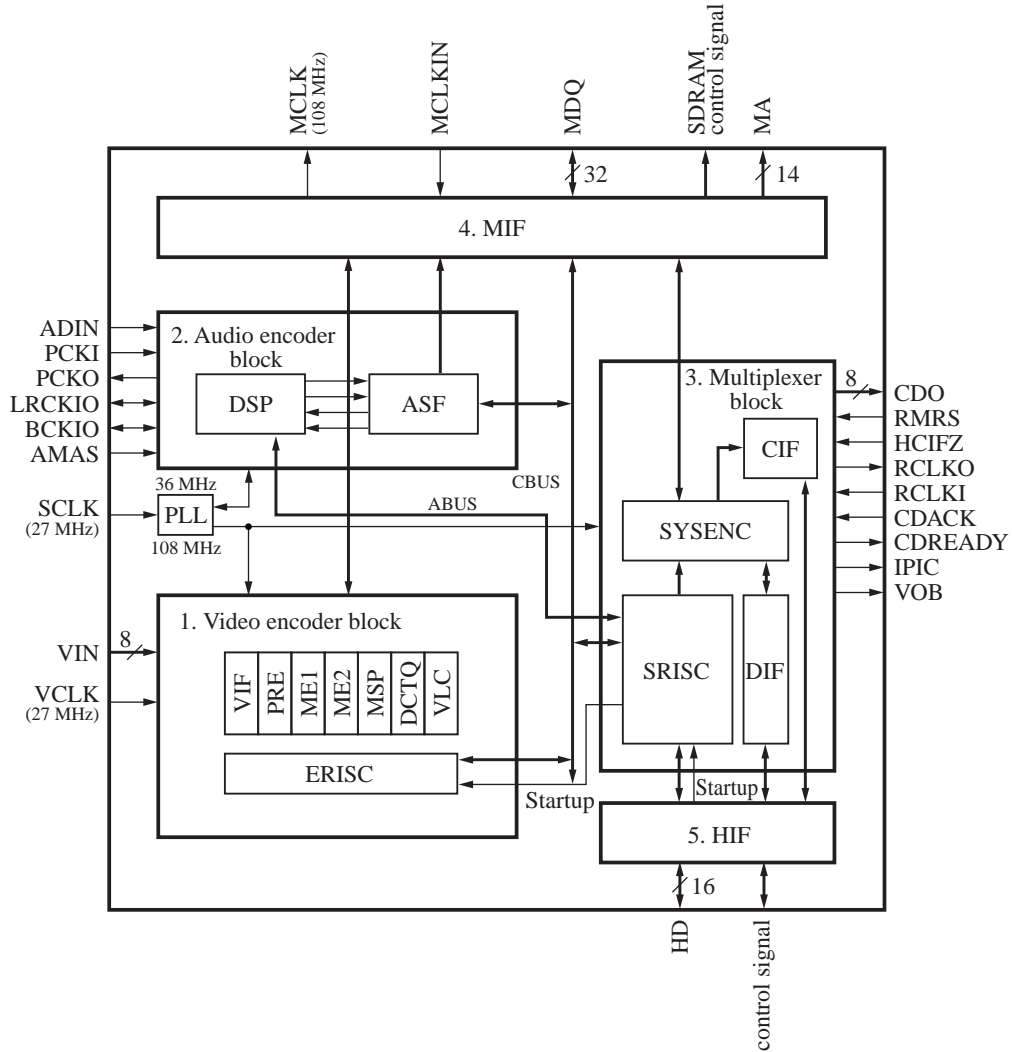 MCLK
(108 MHz)
MCLKIN
MDQ
SDRAM
control signal
MA
32
14
4. MIF
ADIN
PCKI
PCKO
LRCKIO
BCKIO
AMAS
SCLK
(27 MHz)
VIN
8
VCLK
(27 MHz)
2. Audio encoder
block
DSP
ASF
36 MHz
PLL
108 MHz
CBUS
ABUS
3. Multiplexer
block
CIF
SYSENC
SRISC
DIF
8
CDO
RMRS
HCIFZ
RCLKO
RCLKI
CDACK
CDREADY
IPIC
VOB
1. Video encoder block
VIF
PRE
ME1
ME2
MSP
DCTQ
VLC
ERISC
Startup
Startup
5. HIF
16
HD
control signal